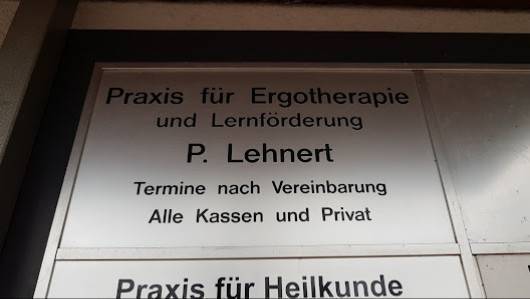 Praxis für Ergotherapie
und Lernförderung
P. Lehnert
Termine nach Vereinbarung
Alle Kassen und Privat
Praxis für Heilkunde